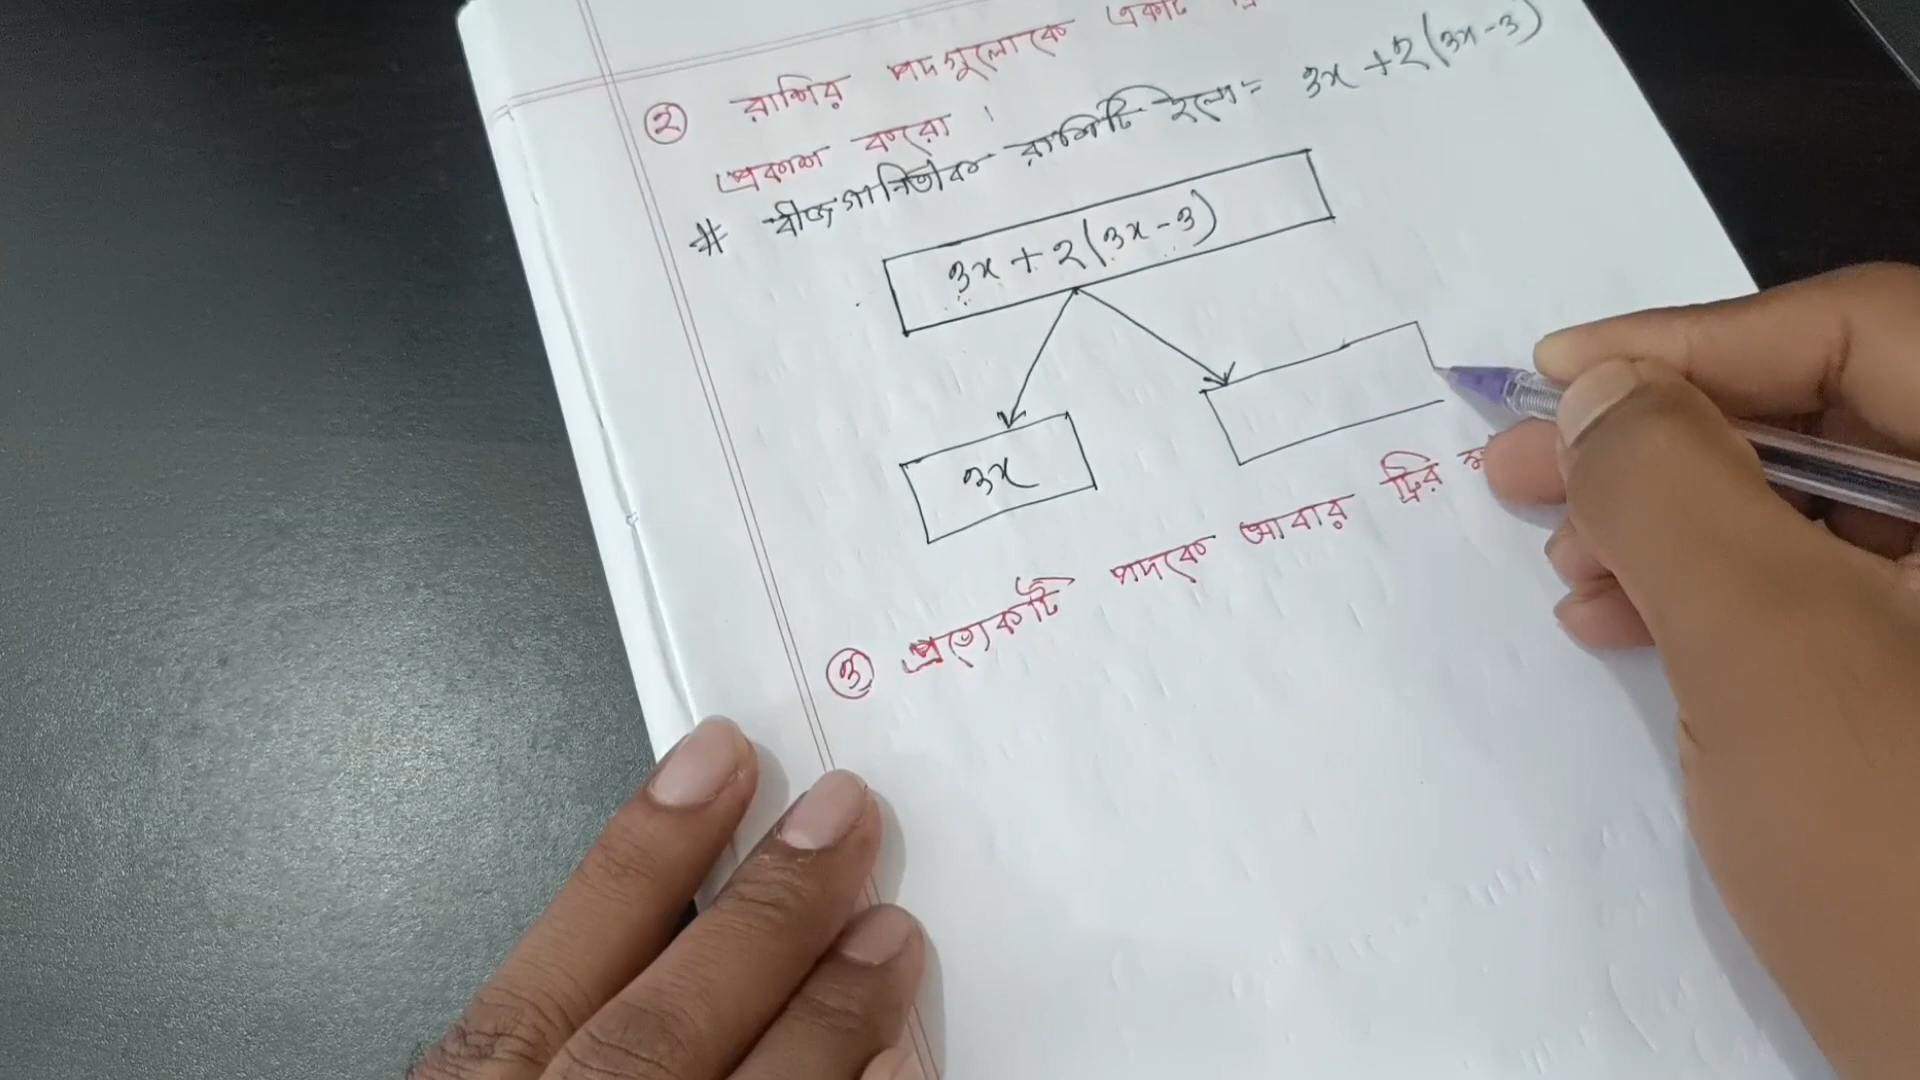 ② রাশির পদগুলোকে একটি
প্রকাশ করো ।
# বীজগানিতীক রাশিটি হলো= 3x + 2(3x - 3)
3x + 2(3x - 3)
3x
③ প্রত্যেকটি পদকে আবার ট্রির